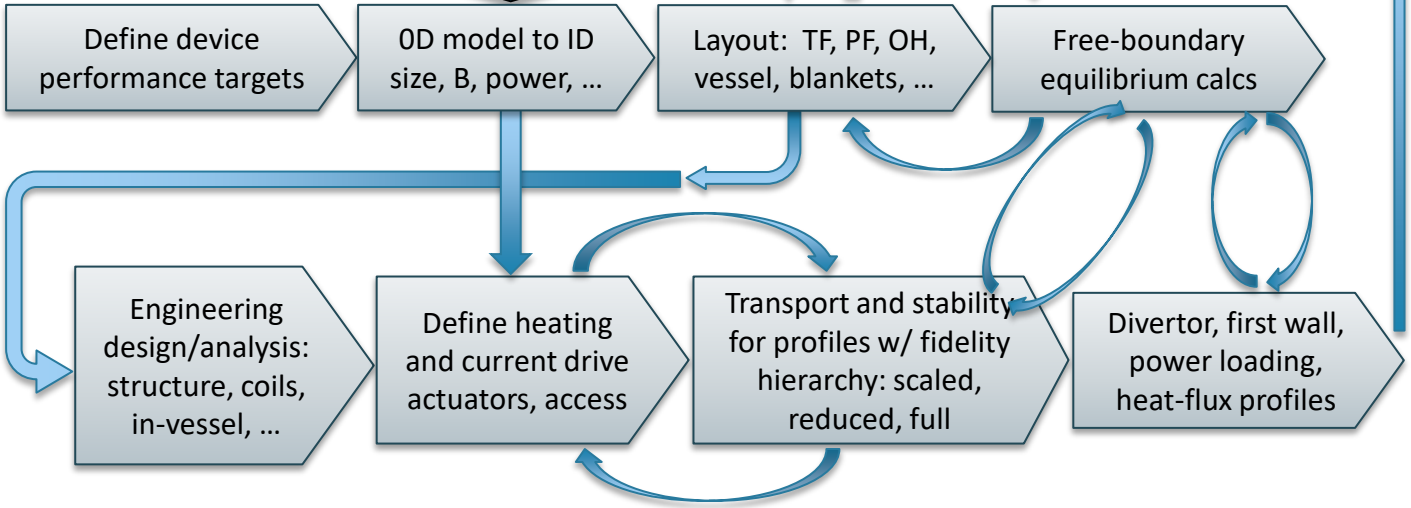 Define device
performance targets
0D model to ID
size, B, power, …
Layout:  TF, PF, OH,
vessel, blankets, …
Free-boundary
equilibrium calcs
Engineering
design/analysis:
structure, coils,
in-vessel, …
Define heating
and current drive
actuators, access
Transport and stability
for profiles w/ fidelity
hierarchy: scaled,
reduced, full
Divertor, first wall,
power loading,
heat-flux profiles